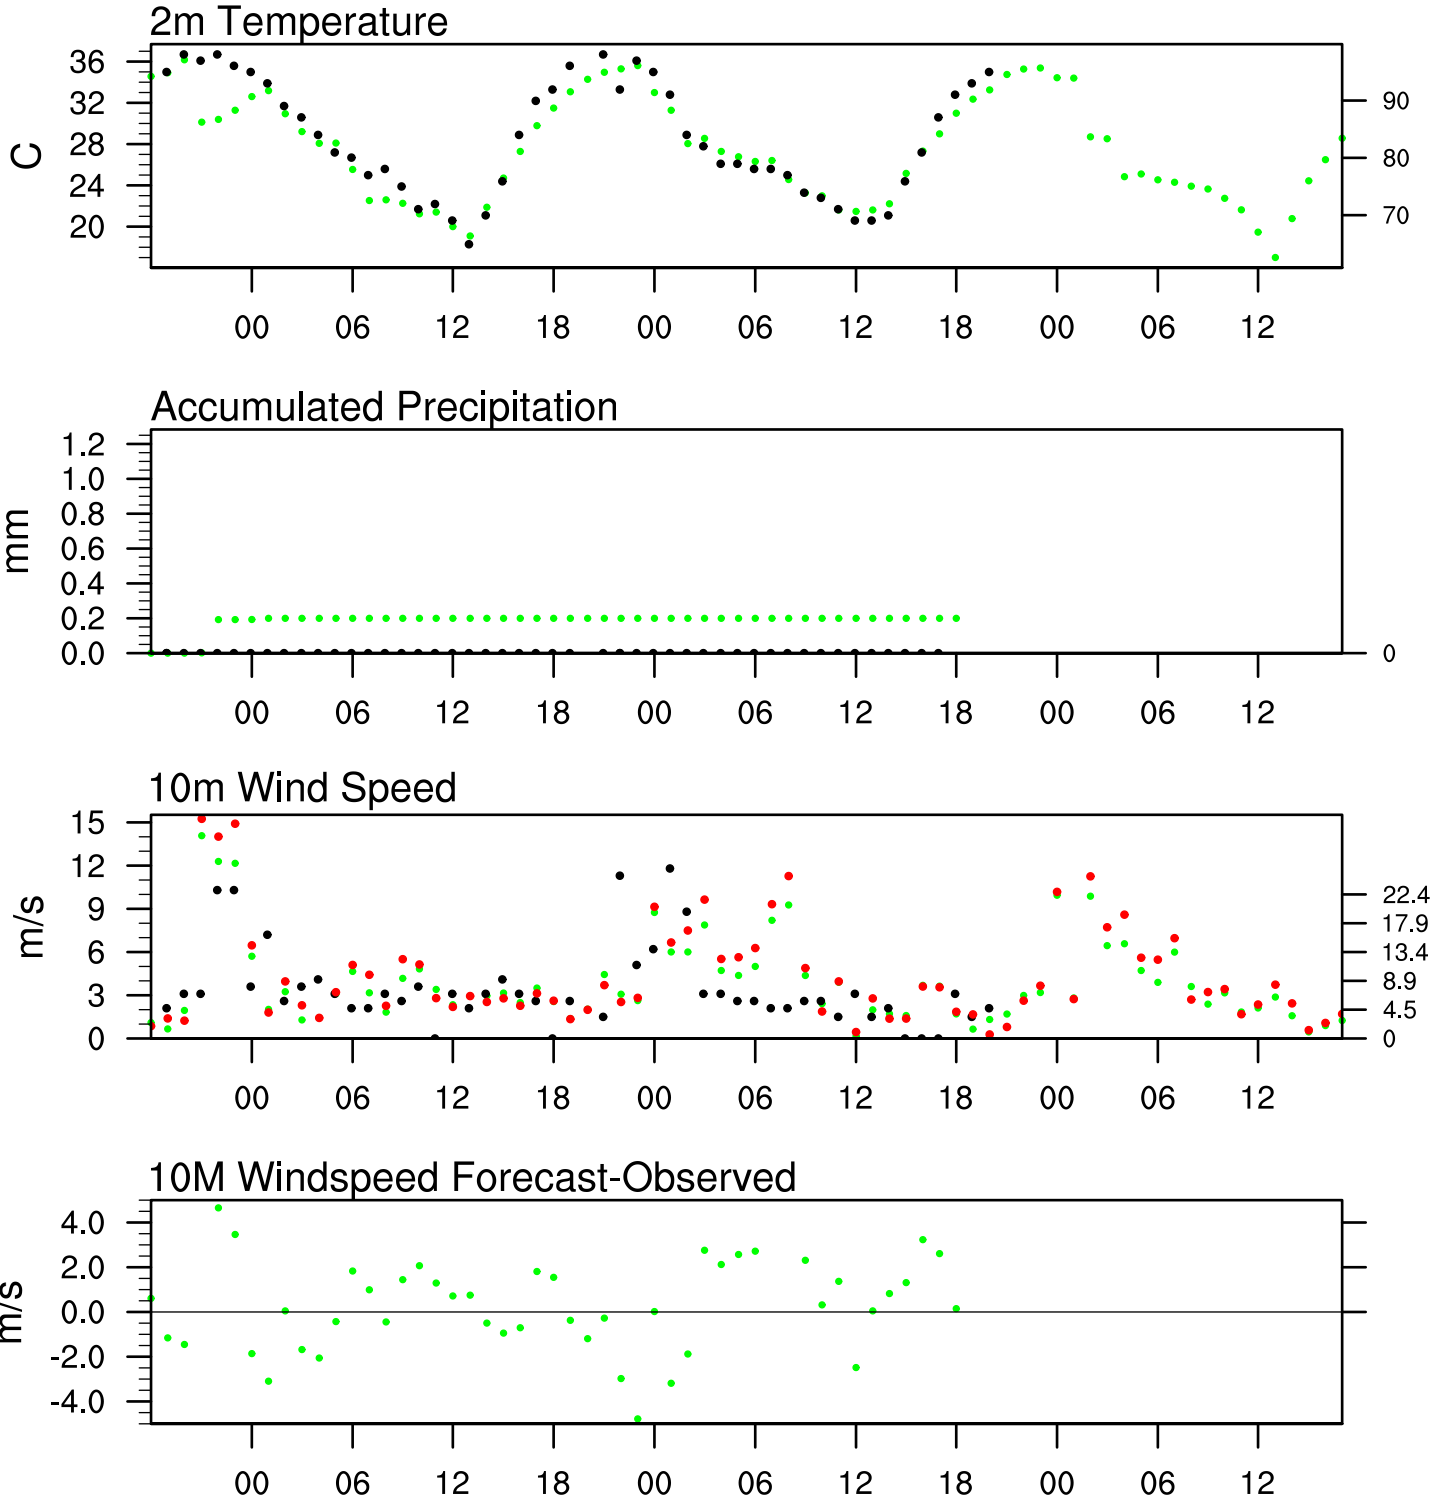 2m Temperature
36
32
28
24
20
C
90
80
70
00 06 12 18 00 06 12 18 00 06 12
Accumulated Precipitation
1.2
1.0
0.8
0.6
0.4
0.2
0.0
mm
0
00 06 12 18 00 06 12 18 00 06 12
10m Wind Speed
15
12
9
6
3
0
m/s
22.4
17.9
13.4
8.9
4.5
0
00 06 12 18 00 06 12 18 00 06 12
10M Windspeed Forecast-Observed
4.0
2.0
0.0
-2.0
-4.0
m/s
00 06 12 18 00 06 12 18 00 06 12